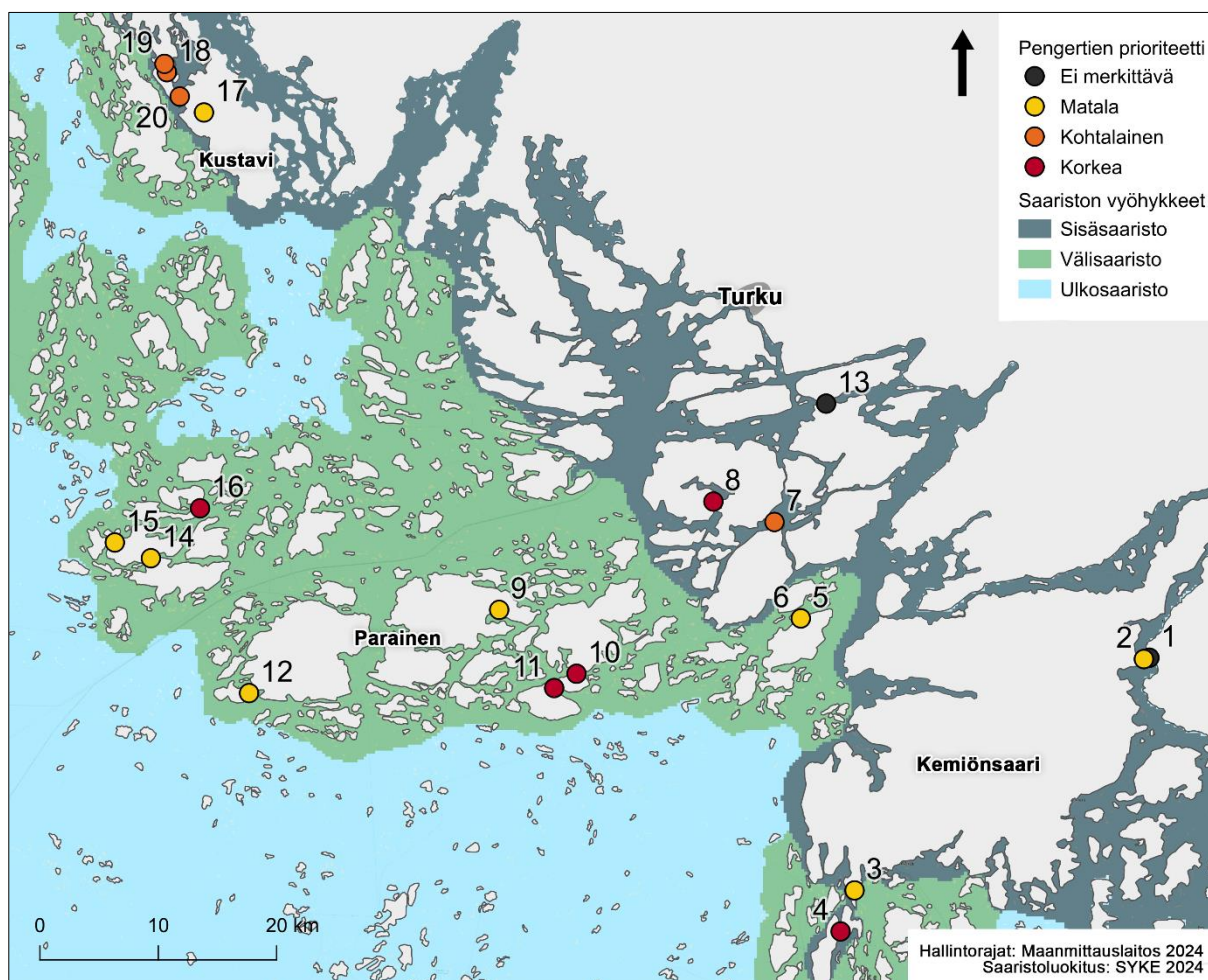 19
18
17
20
Kustavi
Pengertien prioriteetti
Ei merkittävä
Matala
Kohtalainen
Korkea
Saariston vyöhykkeet
Sisäsaaristo
Välisaaristo
Ulkosaaristo
Turku
13
8
7
16
15
14
9
6
5
Parainen
10
11
12
2
1
Kemiönsaari
3
4
0 10 20 km
Hallintorajat: Maanmittauslaitos 2024
Saaristoluokitus: SYKE 2024